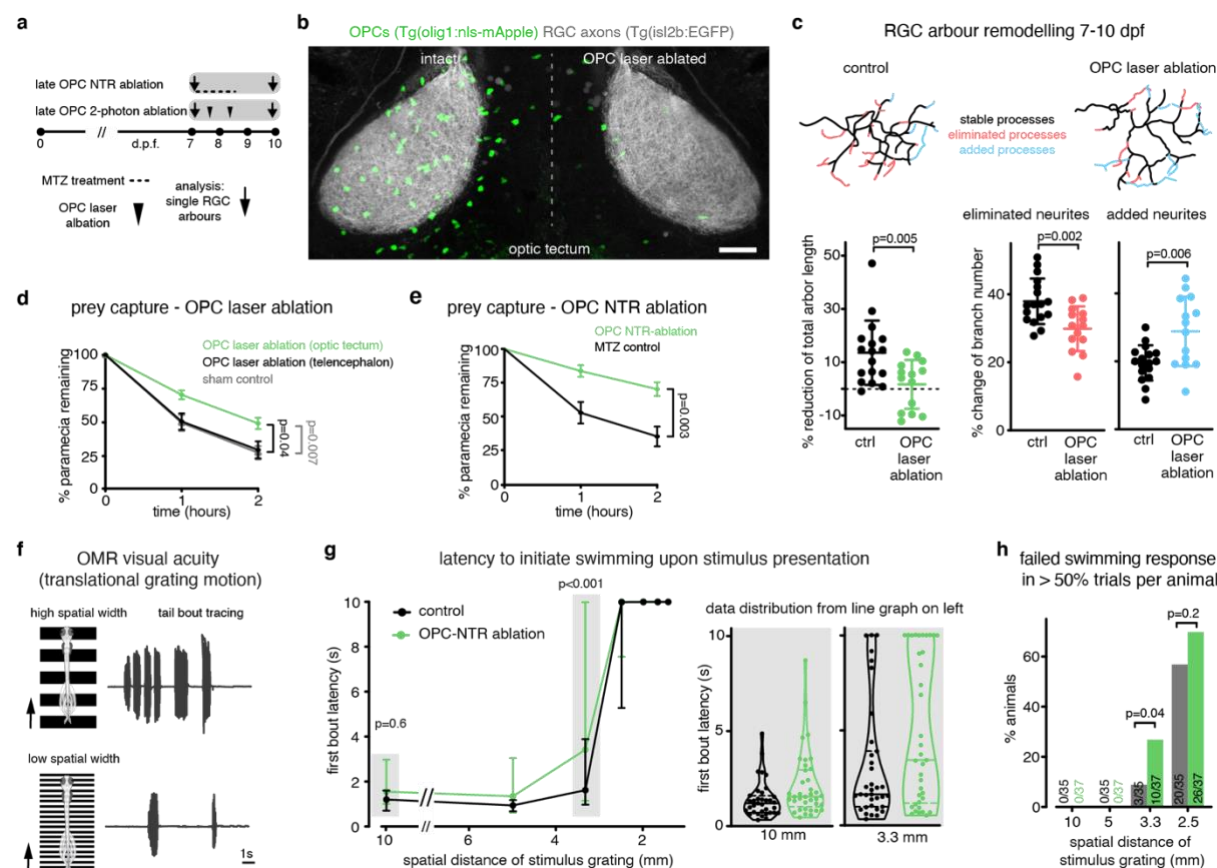 a
late OPC NTR ablation
late OPC 2-photon ablation
0 // d.p.f. 7 8 9 10
MTZ treatment
OPC laser
albation
analysis:
single RGC
arbours
b
OPCs (Tg(olig1:nls-mApple) RGC axons (Tg(isl2b:EGFP)
intact
OPC laser ablated
optic tectum
c
RGC arbour remodelling 7-10 dpf
control
OPC laser ablation
stable processes
eliminated processes
added processes
eliminated neurites
added neurites
% reduction of total arbor length
50
30
10
-10
p=0.005
ctrl
OPC
laser
ablation
% change of branch number
40
20
0
p=0.002
ctrl
OPC
laser
ablation
p=0.006
ctrl
OPC
laser
ablation
d
prey capture - OPC laser ablation
OPC laser ablation (optic tectum)
OPC laser ablation (telencephalon)
sham control
% paramecia remaining
100
75
50
25
0
0 1 2
time (hours)
p=0.04
p=0.007
e
prey capture - OPC NTR ablation
OPC NTR-ablation
MTZ control
% paramecia remaining
100
75
50
25
0
0 1 2
time (hours)
p=0.003
f
OMR visual acuity
(translational grating motion)
high spatial width
tail bout tracing
low spatial width
1s
g
latency to initiate swimming upon stimulus presentation
control
OPC-NTR ablation
first bout latency (s)
10
8
6
4
2
0
p=0.6
p<0.001
10 // 6 4 2
spatial distance of stimulus grating (mm)
data distribution from line graph on left
first bout latency (s)
10
5
0
10 mm
10
5
0
3.3 mm
h
failed swimming response
in > 50% trials per animal
% animals
60
40
20
0
p=0.04
p=0.2
0/35
0/37
0/35
0/37
3/35
10/37
20/35
26/37
10 5 3.3 2.5
spatial distance of
stimulus grating (mm)